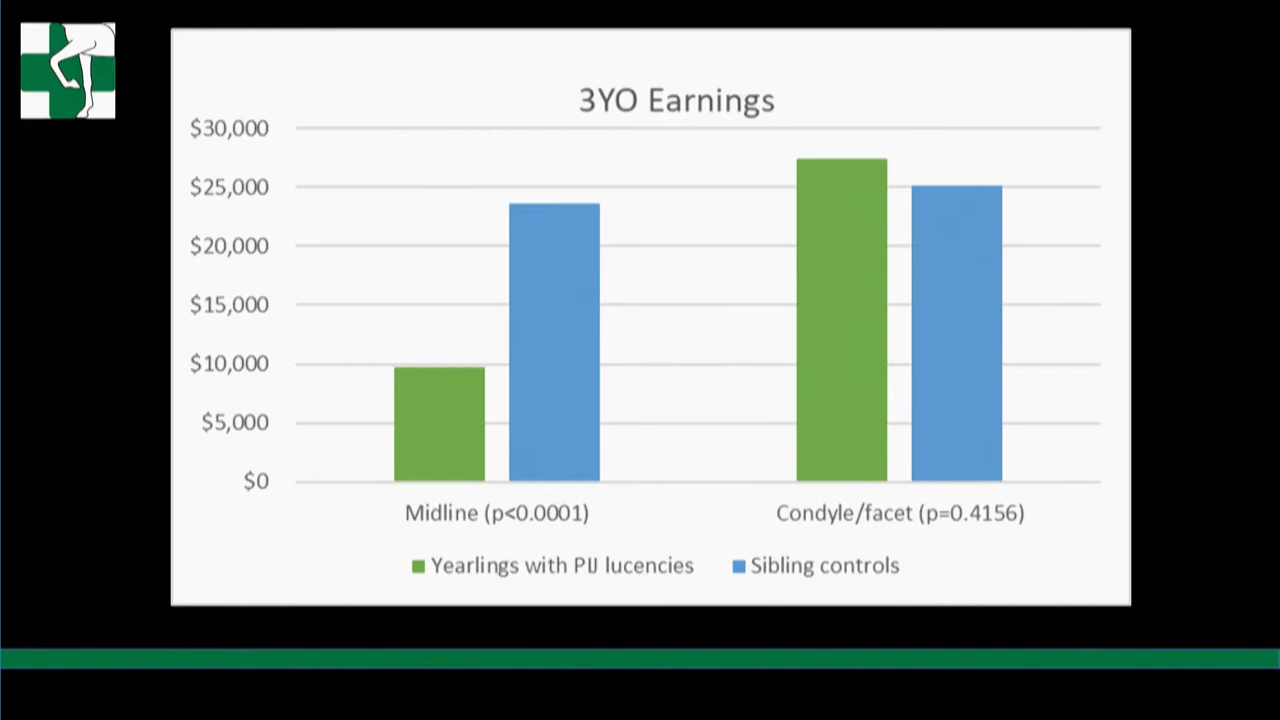 3YO Earnings
$30,000
$25,000
$20,000
$15,000
$10,000
$5,000
$0
Midline (p<0.0001) Condyle/facet (p=0.4156)
Yearlings with PIJ lucencies Sibling controls